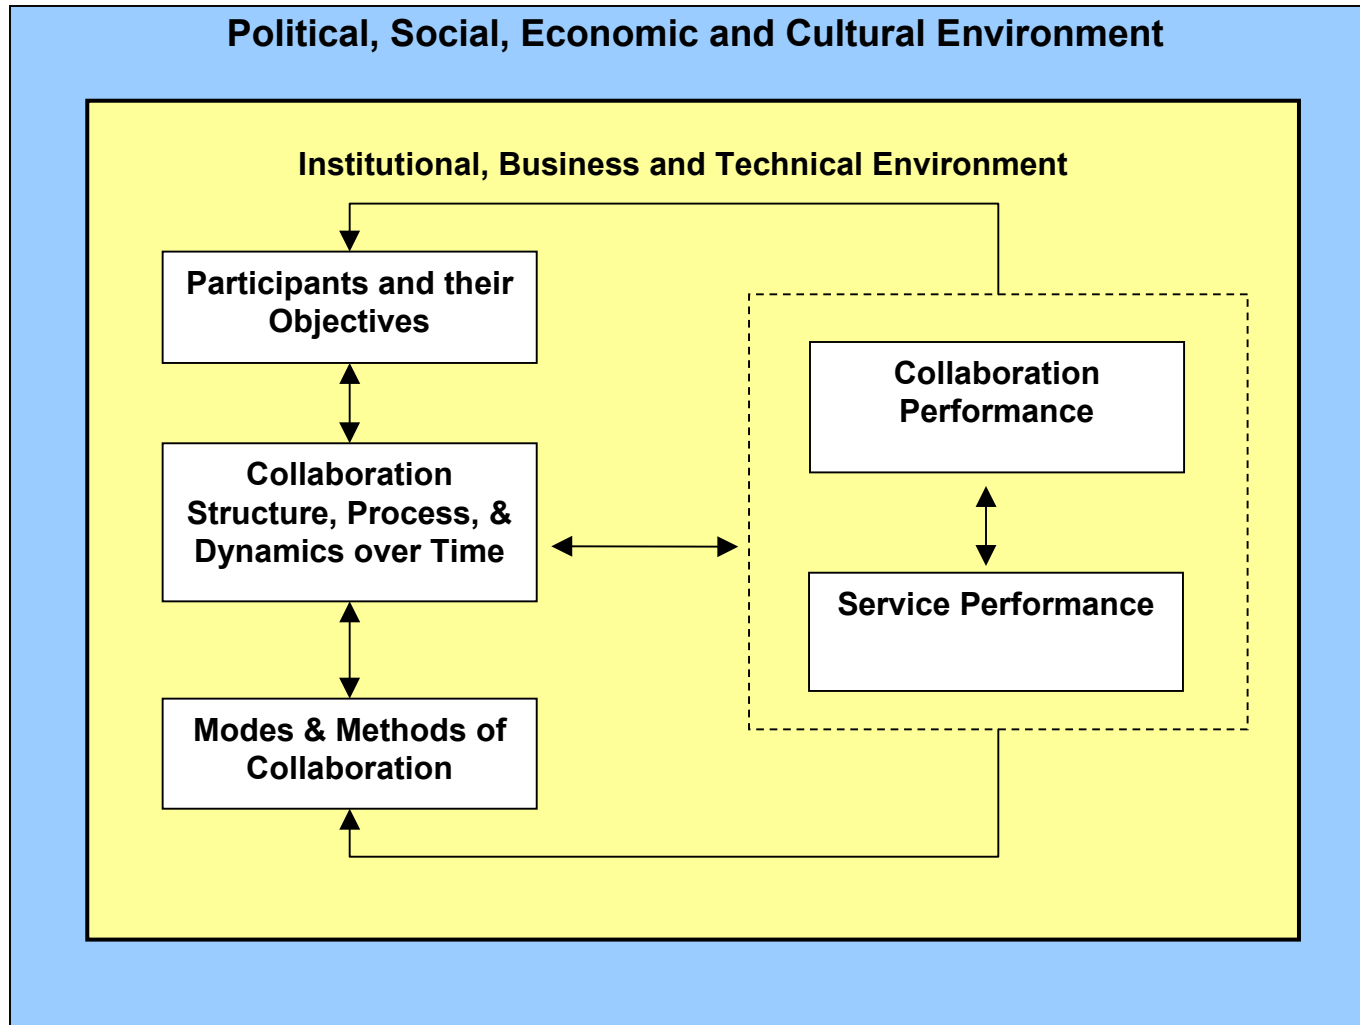 Political, Social, Economic and Cultural Environment
Institutional, Business and Technical Environment
Participants and their
Objectives
Collaboration
Structure, Process, &
Dynamics over Time
Modes & Methods of
Collaboration
Collaboration
Performance
Service Performance